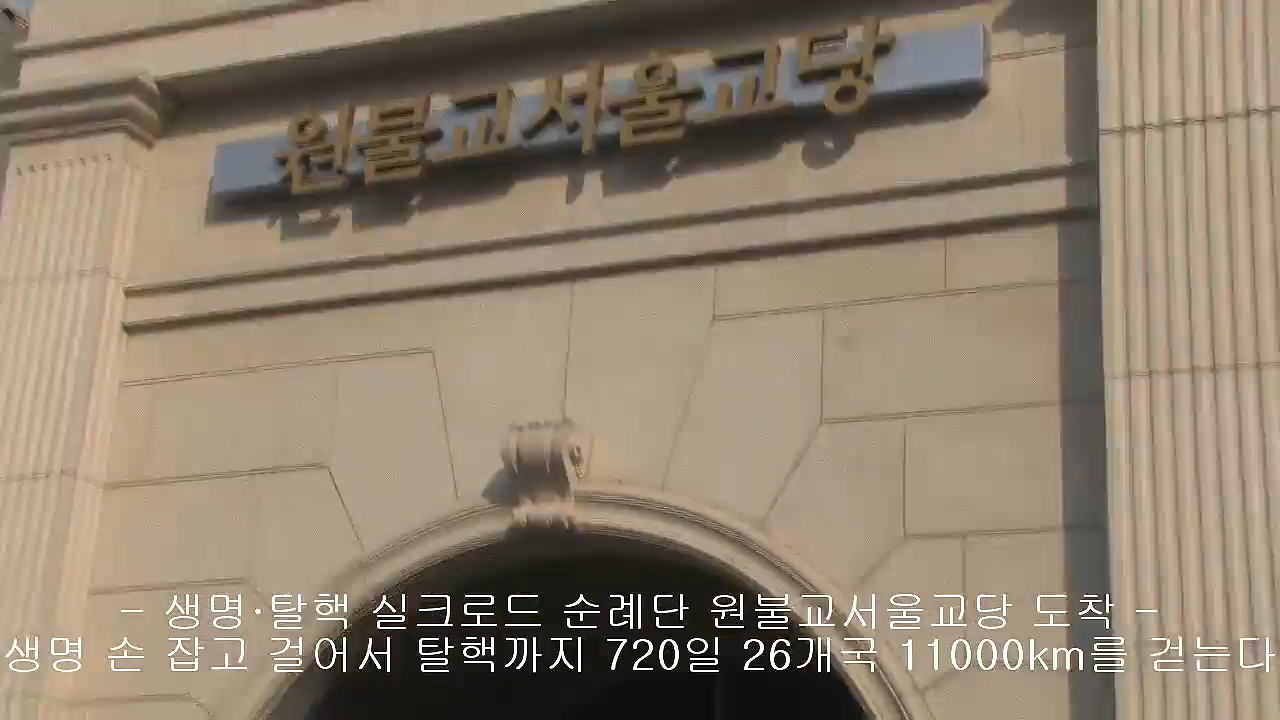 원불교서울교당
- 생명·탈핵 실크로드 순례단 원불교서울교당 도착 -
생명 손 잡고 걸어서 탈핵까지 720일 26개국 11000km를 걷는다